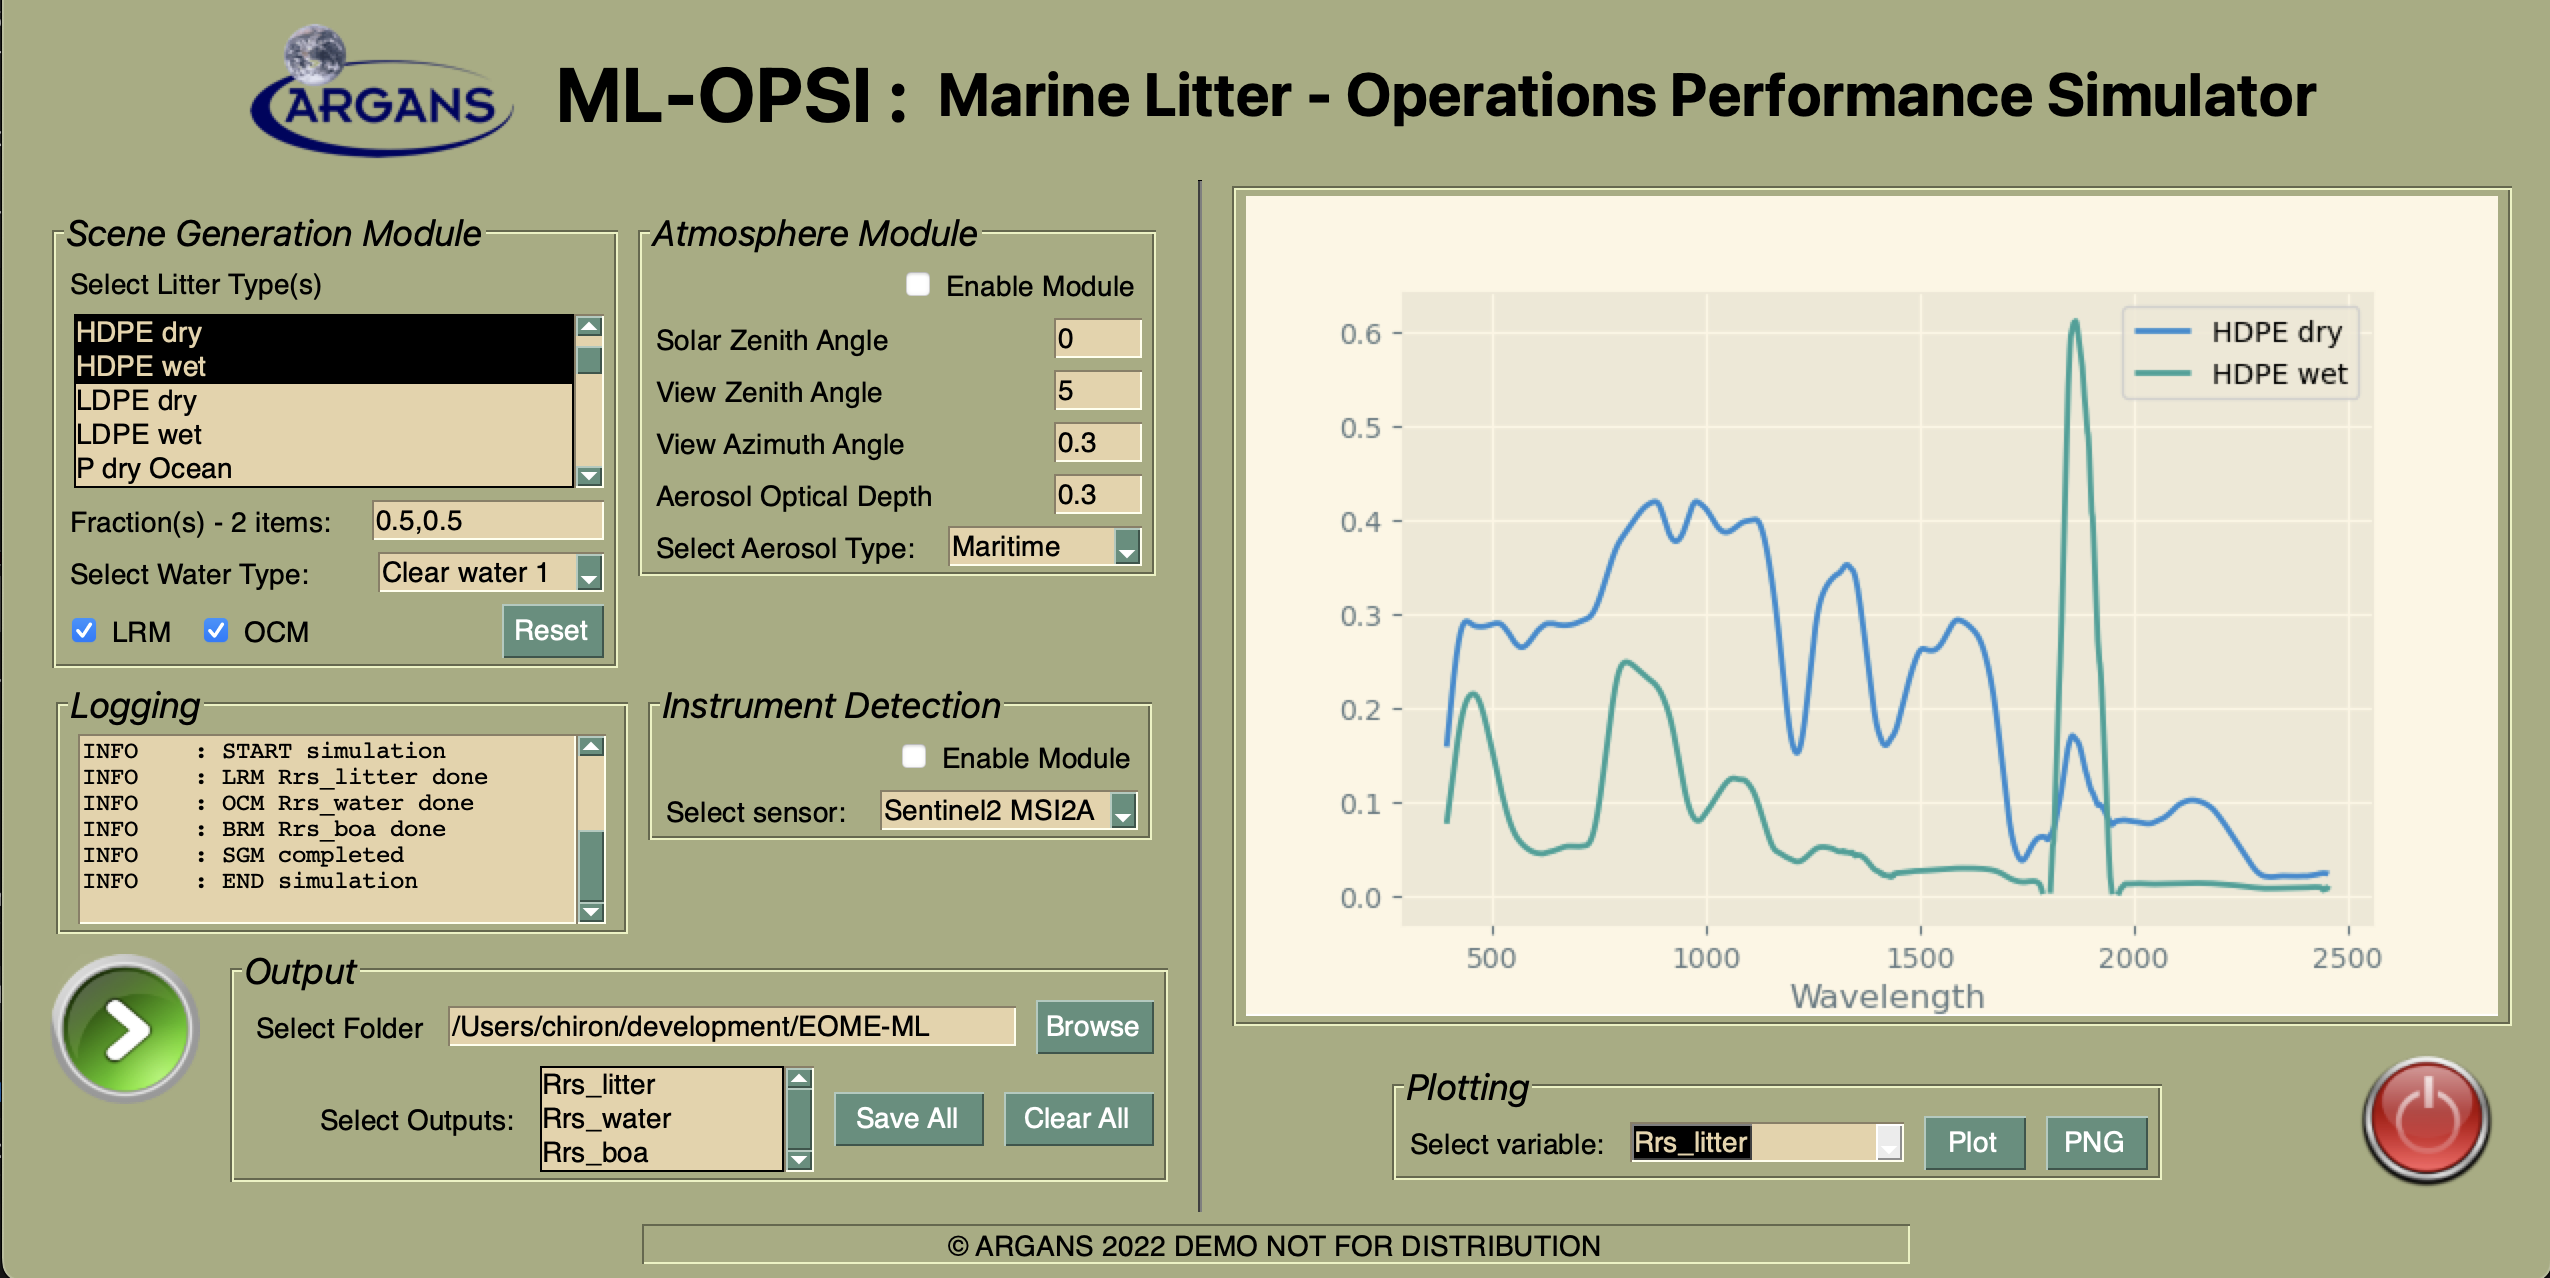 ARGANS
ML-OPSI : Marine Litter - Operations Performance Simulator
Scene Generation Module
Select Litter Type(s)
HDPE dry
HDPE wet
LDPE dry
LDPE wet
P dry Ocean
Fraction(s) - 2 items: 0.5,0.5
Select Water Type: Clear water 1
LRM OCM Reset
Atmosphere Module
Enable Module
Solar Zenith Angle 0
View Zenith Angle 5
View Azimuth Angle 0.3
Aerosol Optical Depth 0.3
Select Aerosol Type: Maritime
Logging
INFO : START simulation
INFO : LRM Rrs_litter done
INFO : OCM Rrs_water done
INFO : BRM Rrs_boa done
INFO : SGM completed
INFO : END simulation
Instrument Detection
Enable Module
Select sensor: Sentinel2 MSI2A
Output
Select Folder /Users/chiron/development/EOME-ML Browse
Select Outputs:
Rrs_litter
Rrs_water
Rrs_boa
Save All Clear All
HDPE dry
HDPE wet
0.6
0.5
0.4
0.3
0.2
0.1
0.0
500 1000 1500 2000 2500
Wavelength
Plotting
Select variable: Rrs_litter Plot PNG
© ARGANS 2022 DEMO NOT FOR DISTRIBUTION